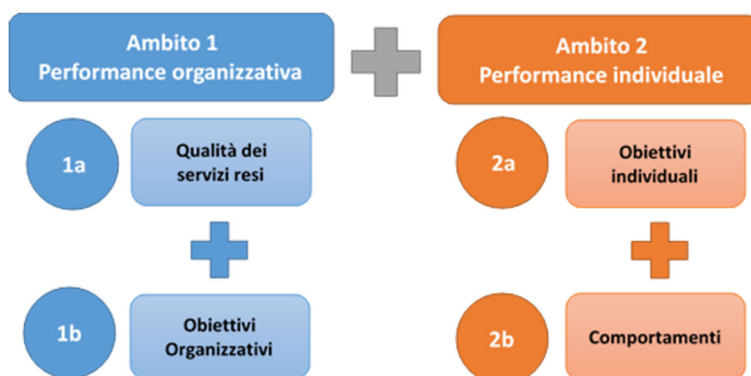 Ambito 1
Performance organizzativa
Ambito 2
Performance individuale
1a
Qualità dei
servizi resi
2a
Obiettivi
individuali
1b
Obiettivi
Organizzativi
2b
Comportamenti